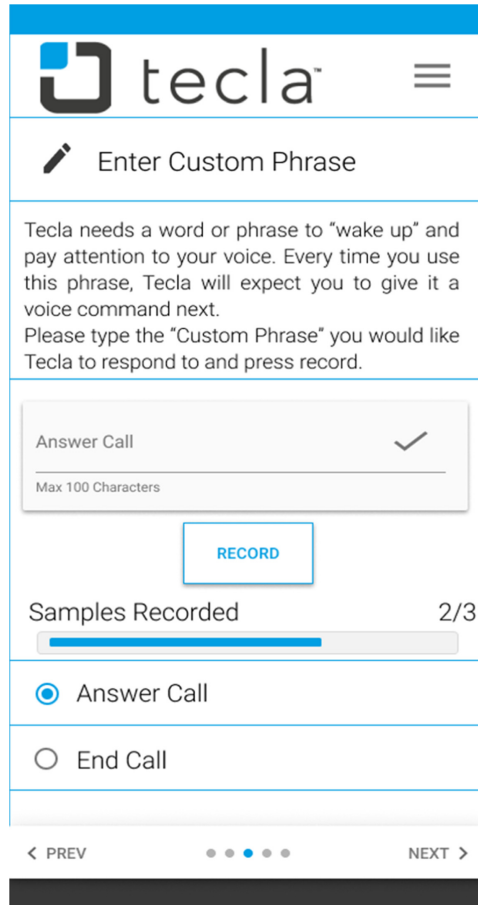 tecla™
Enter Custom Phrase
Tecla needs a word or phrase to “wake up” and
pay attention to your voice. Every time you use
this phrase, Tecla will expect you to give it a
voice command next.
Please type the “Custom Phrase” you would like
Tecla to respond to and press record.
Answer Call
Max 100 Characters
RECORD
Samples Recorded 2/3
Answer Call
End Call
< PREV NEXT >